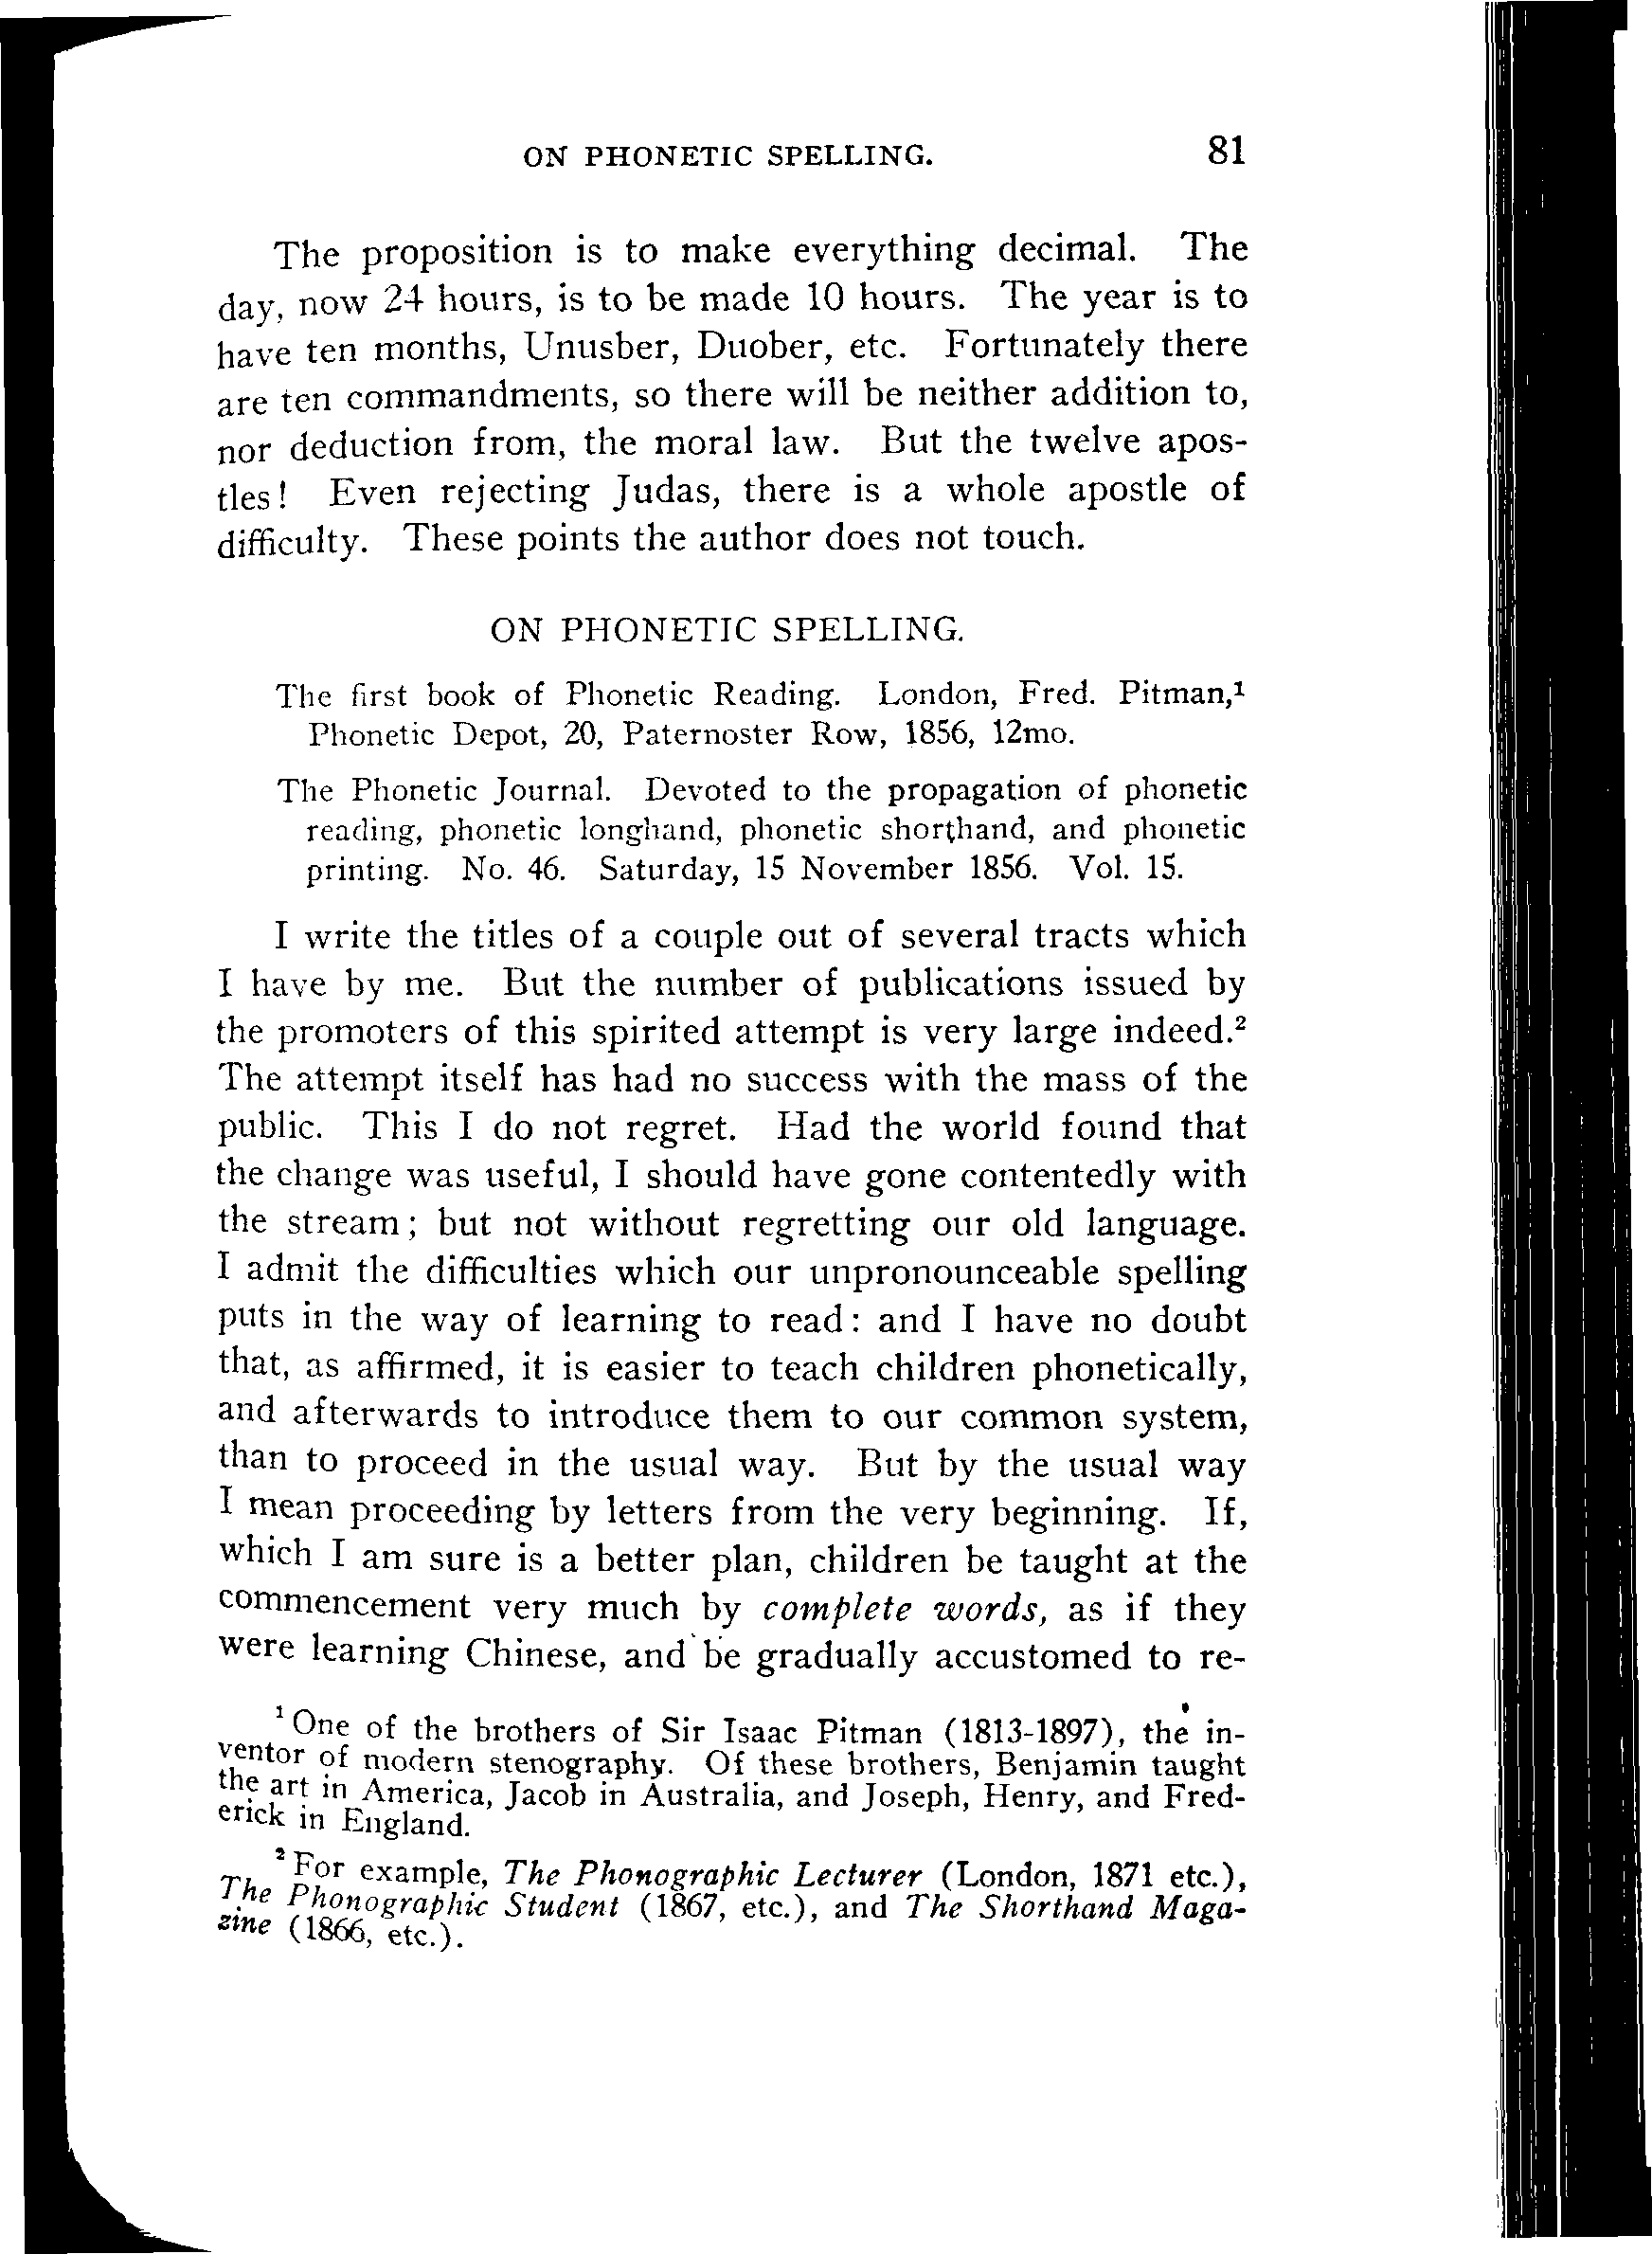 ON PHONETIC SPELLING. 81
The proposition is to make everything decimal. The
day, now 24 hours, is to be made 10 hours. The year is to
have ten months, Unusber, Duober, etc. Fortunately there
are ten commandments, so there will be neither addition to,
nor deduction from, the moral law. But the twelve apos-
tles! Even rejecting Judas, there is a whole apostle of
difficulty. These points the author does not touch.
ON PHONETIC SPELLING.
The first book of Phonetic Reading. London, Fred. Pitman,¹
Phonetic Depot, 20, Paternoster Row, 1856, 12mo.
The Phonetic Journal. Devoted to the propagation of phonetic
reading, phonetic longhand, phonetic shorthand, and phonetic
printing. No. 46. Saturday, 15 November 1856. Vol. 15.
I write the titles of a couple out of several tracts which
I have by me. But the number of publications issued by
the promoters of this spirited attempt is very large indeed.²
The attempt itself has had no success with the mass of the
public. This I do not regret. Had the world found that
the change was useful, I should have gone contentedly with
the stream; but not without regretting our old language.
I admit the difficulties which our unpronounceable spelling
puts in the way of learning to read: and I have no doubt
that, as affirmed, it is easier to teach children phonetically,
and afterwards to introduce them to our common system,
than to proceed in the usual way. But by the usual way
I mean proceeding by letters from the very beginning. If,
which I am sure is a better plan, children be taught at the
commencement very much by complete words, as if they
were learning Chinese, and be gradually accustomed to re-
¹ One of the brothers of Sir Isaac Pitman (1813-1897), the in-
ventor of modern stenography. Of these brothers, Benjamin taught
the art in America, Jacob in Australia, and Joseph, Henry, and Fred-
erick in England.
² For example, The Phonographic Lecturer (London, 1871 etc.),
The Phonographic Student (1867, etc.), and The Shorthand Maga-
zine (1866, etc.).